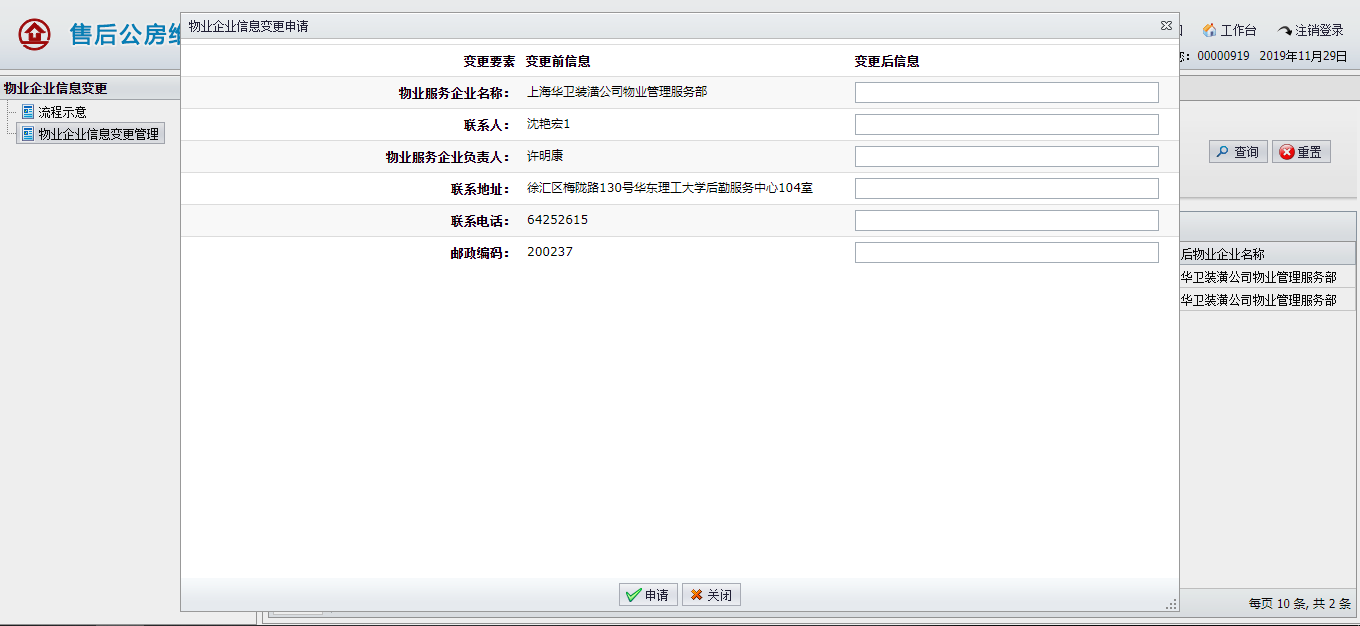 售后公房维
工作台 注销登录
00000919 2019年11月29日
物业企业信息变更
流程示意
物业企业信息变更管理
物业企业信息变更申请
变更要素 变更前信息 变更后信息
物业服务企业名称： 上海华卫装潢公司物业管理服务部
联系人： 沈艳宏1
物业服务企业负责人： 许明康
联系地址： 徐汇区梅陇路130号华东理工大学后勤服务中心104室
联系电话： 64252615
邮政编码： 200237
申请 关闭
查询 重置
后物业企业名称
华卫装潢公司物业管理服务部
华卫装潢公司物业管理服务部
每页 10 条, 共 2 条